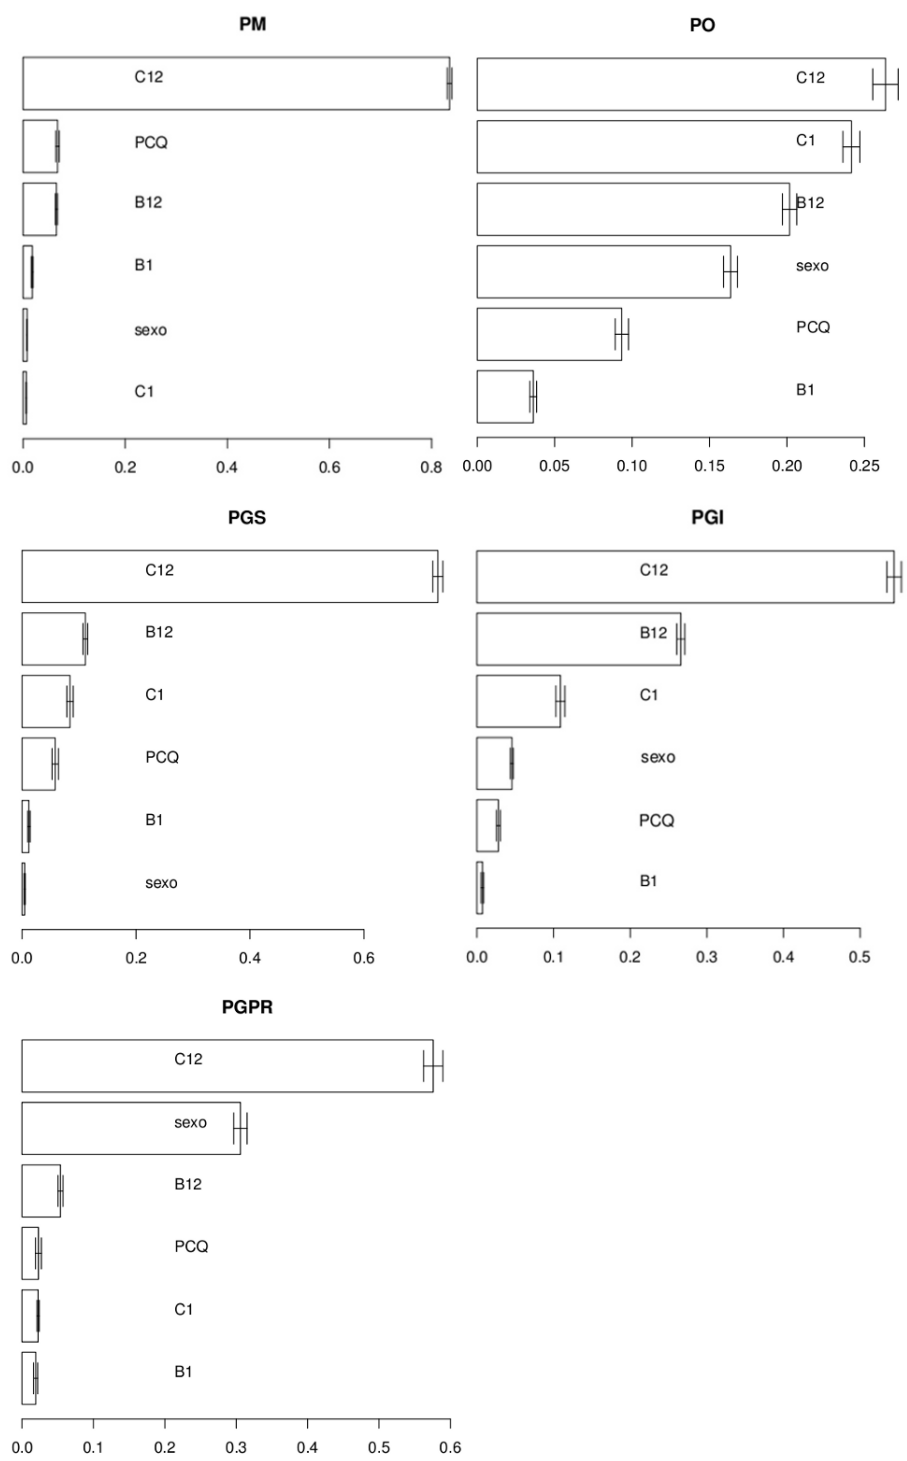 PM
C12
PCQ
B12
B1
sexo
C1
0.0 0.2 0.4 0.6 0.8
PO
C12
C1
B12
sexo
PCQ
B1
0.00 0.05 0.10 0.15 0.20 0.25
PGS
C12
B12
C1
PCQ
B1
sexo
0.0 0.2 0.4 0.6
PGI
C12
B12
C1
sexo
PCQ
B1
0.0 0.1 0.2 0.3 0.4 0.5
PGPR
C12
sexo
B12
PCQ
C1
B1
0.0 0.1 0.2 0.3 0.4 0.5 0.6